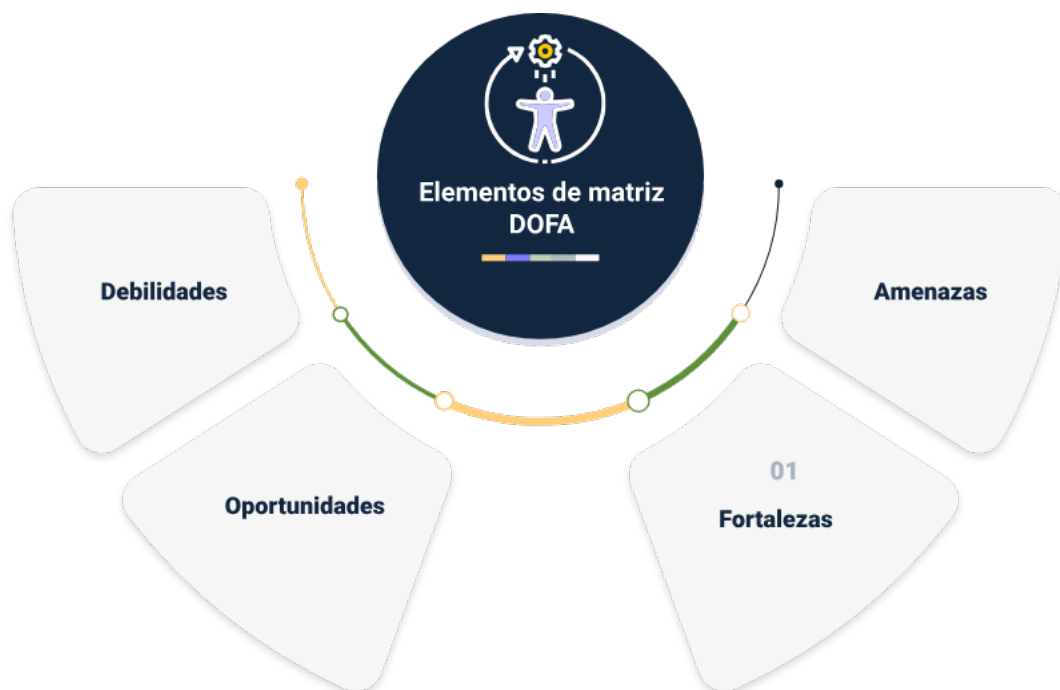 Elementos de matriz
DOFA
Debilidades
Oportunidades
01
Fortalezas
Amenazas